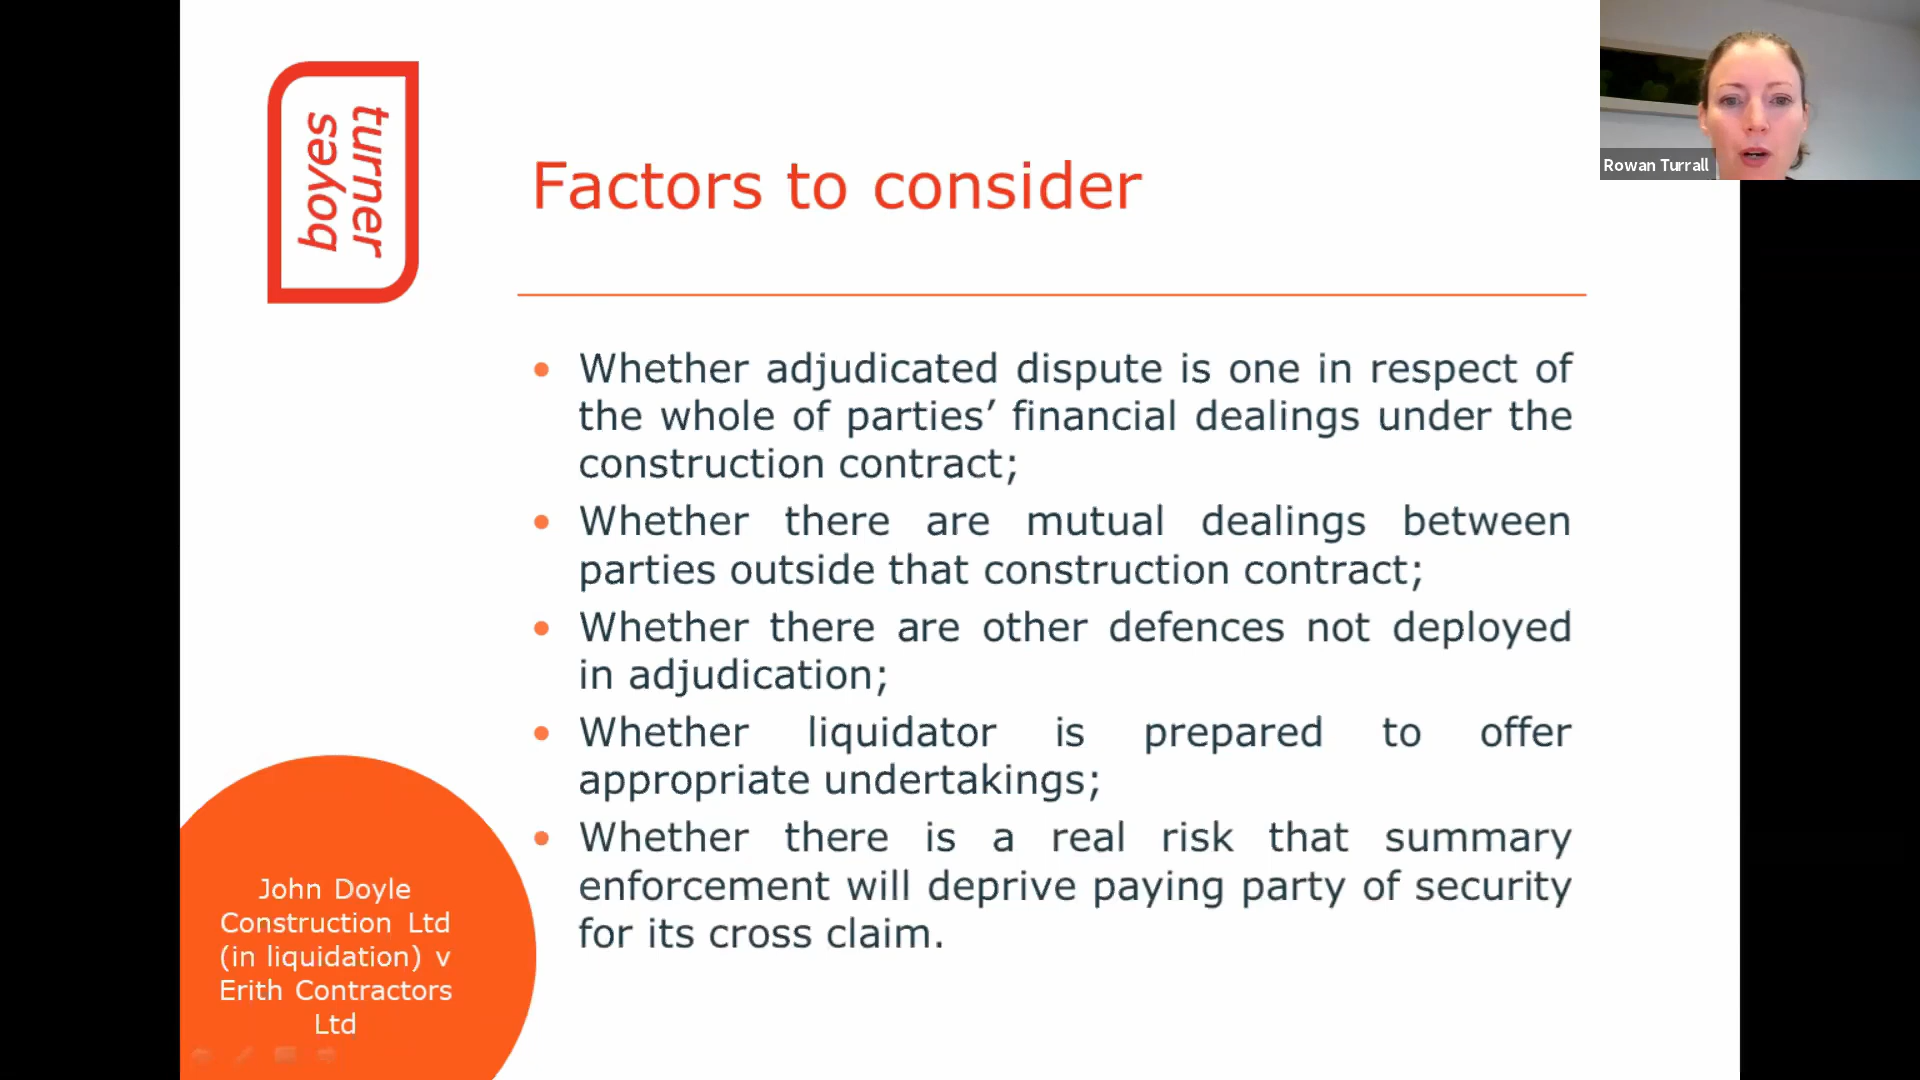 boyes
turner
Factors to consider
Rowan Turrall
• Whether adjudicated dispute is one in respect of
the whole of parties’ financial dealings under the
construction contract;
• Whether there are mutual dealings between
parties outside that construction contract;
• Whether there are other defences not deployed
in adjudication;
• Whether liquidator is prepared to offer
appropriate undertakings;
• Whether there is a real risk that summary
enforcement will deprive paying party of security
for its cross claim.
John Doyle
Construction Ltd
(in liquidation) v
Erith Contractors
Ltd